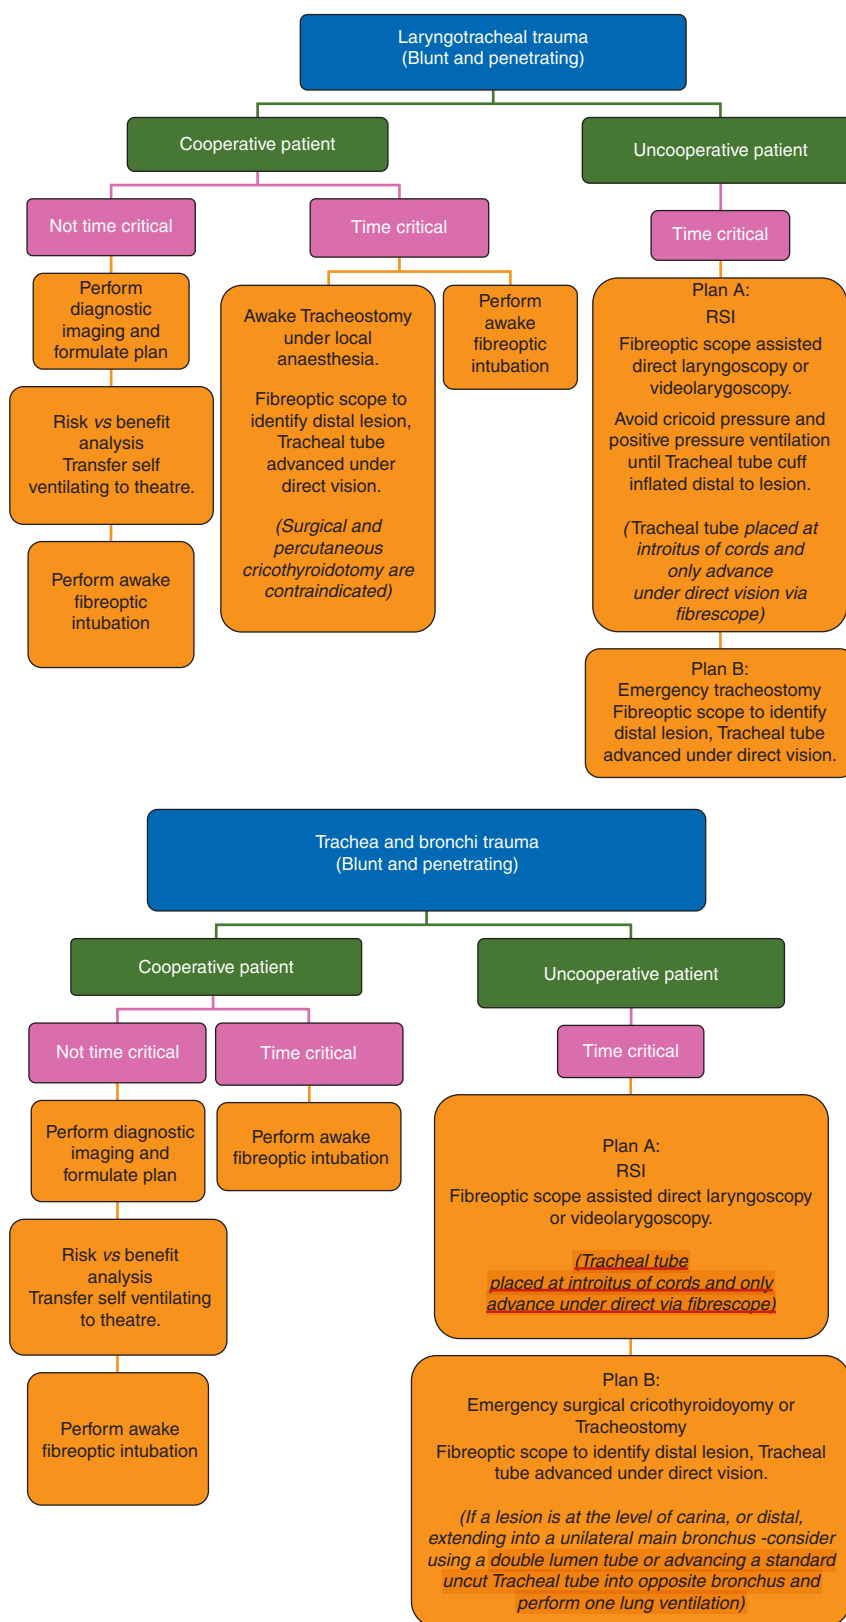 Laryngotracheal trauma
(Blunt and penetrating)
Cooperative patient
Uncooperative patient
Not time critical
Time critical
Time critical
Perform
diagnostic
imaging and
formulate plan
Risk vs benefit
analysis
Transfer self
ventilating to theatre.
Perform awake
fibreoptic
intubation
Awake Tracheostomy
under local
anaesthesia.
Fibreoptic scope to
identify distal lesion,
Tracheal tube
advanced under
direct vision.
(Surgical and
percutaneous
cricothyroidotomy are
contraindicated)
Perform
awake
fibreoptic
intubation
Plan A:
RSI
Fibreoptic scope assisted
direct laryngoscopy or
videolarygoscopy.
Avoid cricoid pressure and
positive pressure ventilation
until Tracheal tube cuff
inflated distal to lesion.
(Tracheal tube placed at
introitus of cords and
only advance
under direct vision via
fibrescope)
Plan B:
Emergency tracheostomy
Fibreoptic scope to identify
distal lesion, Tracheal tube
advanced under direct vision.
Trachea and bronchi trauma
(Blunt and penetrating)
Cooperative patient
Uncooperative patient
Not time critical
Time critical
Time critical
Perform diagnostic
imaging and
formulate plan
Risk vs benefit
analysis
Transfer self ventilating
to theatre.
Perform awake
fibreoptic intubation
Perform awake
fibreoptic intubation
Plan A:
RSI
Fibreoptic scope assisted direct laryngoscopy
or videolarygoscopy.
(Tracheal tube
placed at introitus of cords and only
advance under direct via fibrescope)
Plan B:
Emergency surgical cricothyroidoyomy or
Tracheostomy
Fibreoptic scope to identify distal lesion, Tracheal
tube advanced under direct vision.
(If a lesion is at the level of carina, or distal,
extending into a unilateral main bronchus -consider
using a double lumen tube or advancing a standard
uncut Tracheal tube into opposite bronchus and
perform one lung ventilation)